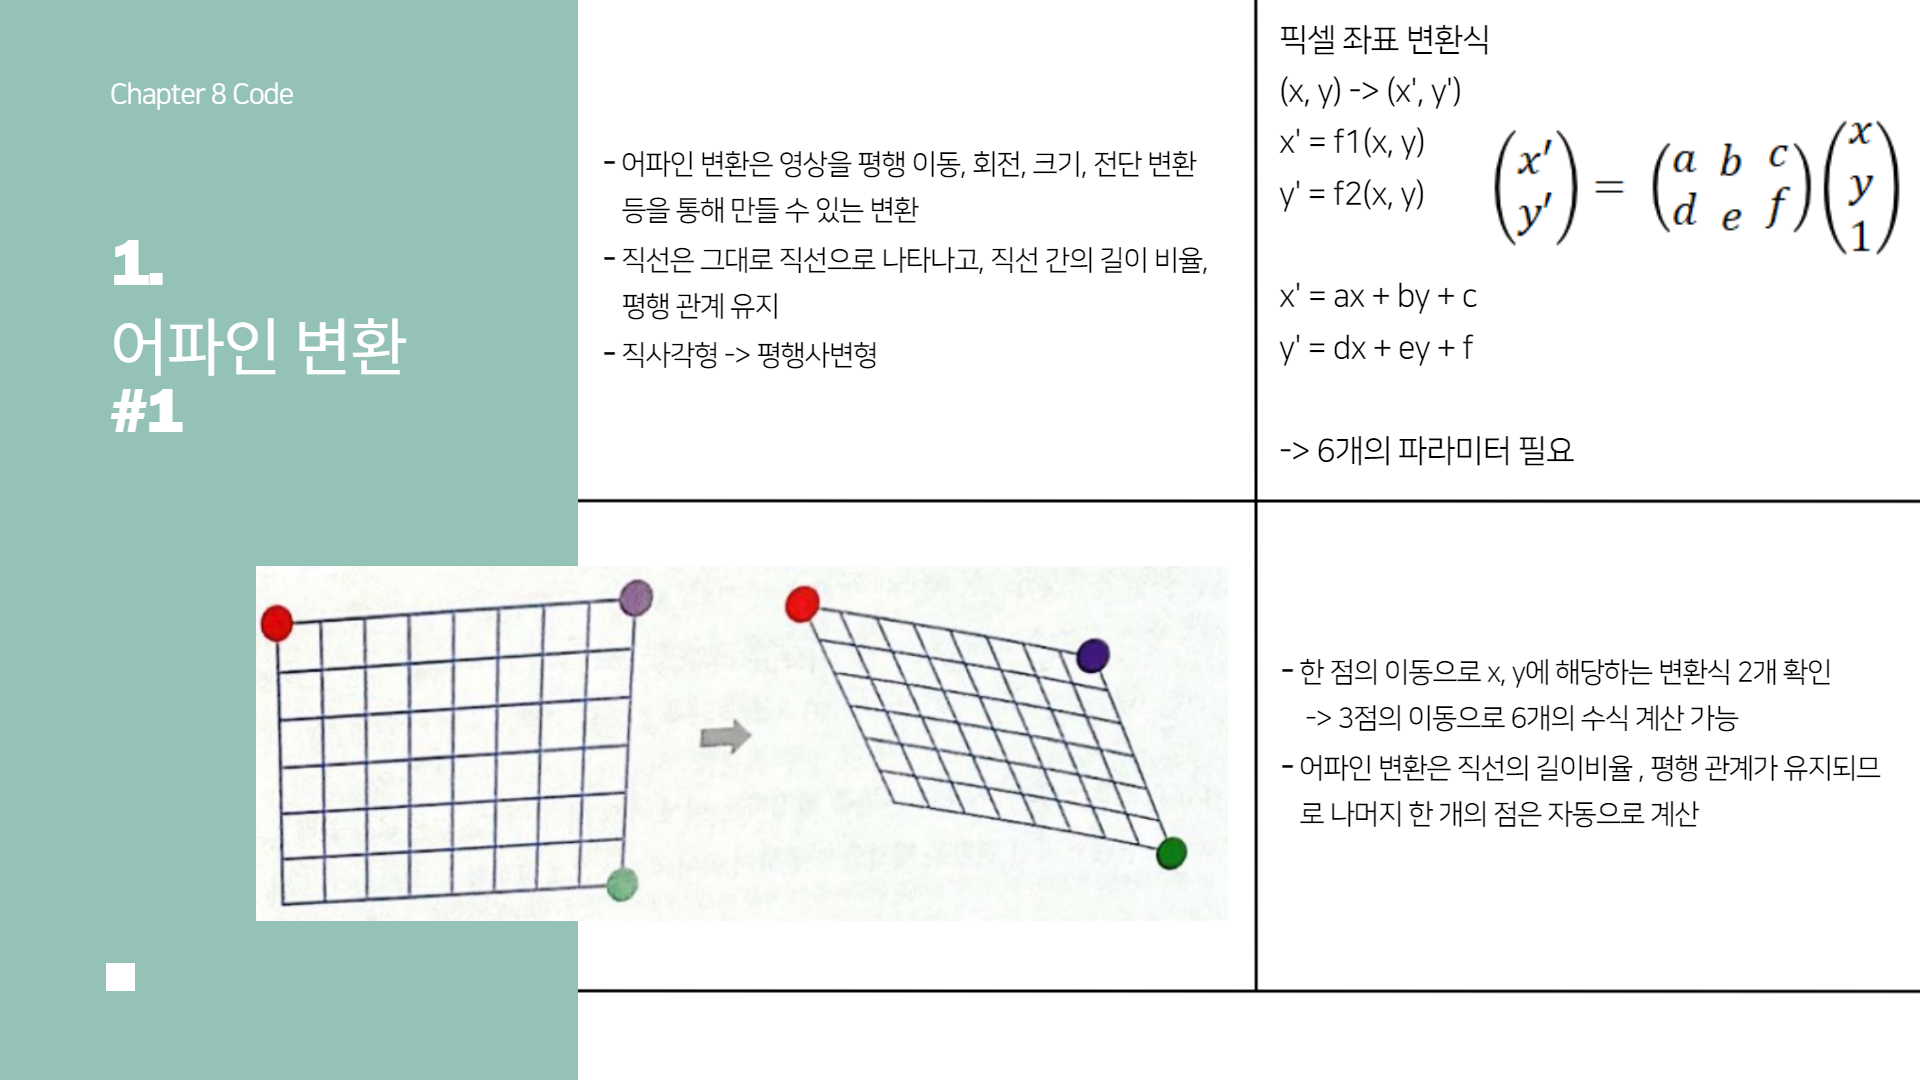 Chapter 8 Code
1.
어파인 변환
#1
- 어파인 변환은 영상을 평행 이동, 회전, 크기, 전단 변환
등을 통해 만들 수 있는 변환
- 직선은 그대로 직선으로 나타나고, 직선 간의 길이 비율,
평행 관계 유지
- 직사각형 -> 평행사변형
픽셀 좌표 변환식
(x, y) -> (x', y')
x' = f1(x, y)
y' = f2(x, y)
(x' y') = (a b c d e f)(x y 1)
x' = ax + by + c
y' = dx + ey + f
-> 6개의 파라미터 필요
- 한 점의 이동으로 x, y에 해당하는 변환식 2개 확인
-> 3점의 이동으로 6개의 수식 계산 가능
- 어파인 변환은 직선의 길이비율 , 평행 관계가 유지되므
로 나머지 한 개의 점은 자동으로 계산